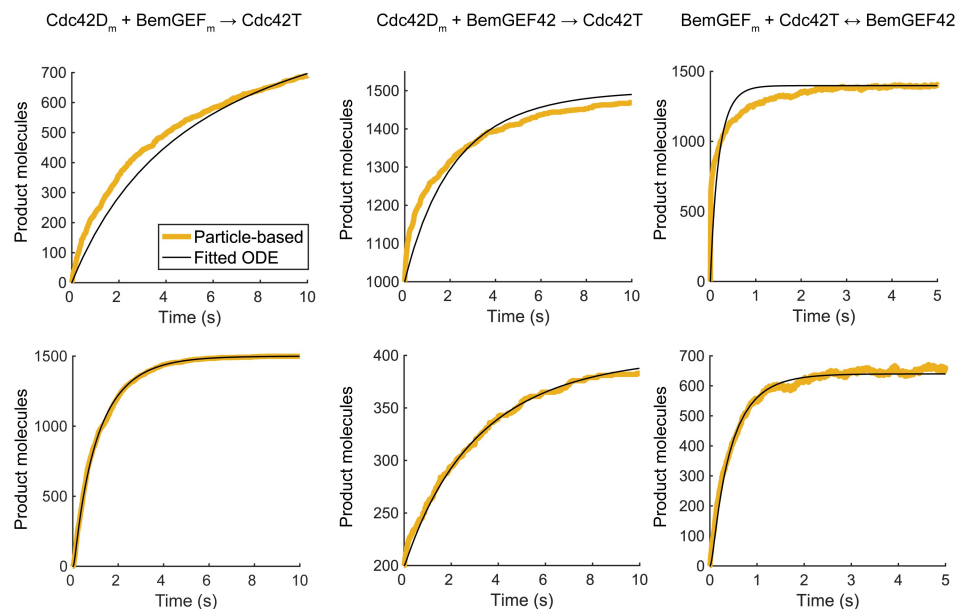 Cdc42Dm + BemGEFm → Cdc42T
Cdc42Dm + BemGEF42 → Cdc42T
BemGEFm + Cdc42T ↔ BemGEF42
Product molecules
700
600
500
400
300
200
100
0
0 2 4 6 8 10
Time (s)
Particle-based
Fitted ODE
Product molecules
1500
1400
1300
1200
1100
1000
0 2 4 6 8 10
Time (s)
Product molecules
1500
1000
500
0
0 1 2 3 4 5
Time (s)
Product molecules
1500
1000
500
0
0 2 4 6 8 10
Time (s)
Product molecules
400
350
300
250
200
0 2 4 6 8 10
Time (s)
Product molecules
700
600
500
400
300
200
100
0
0 1 2 3 4 5
Time (s)